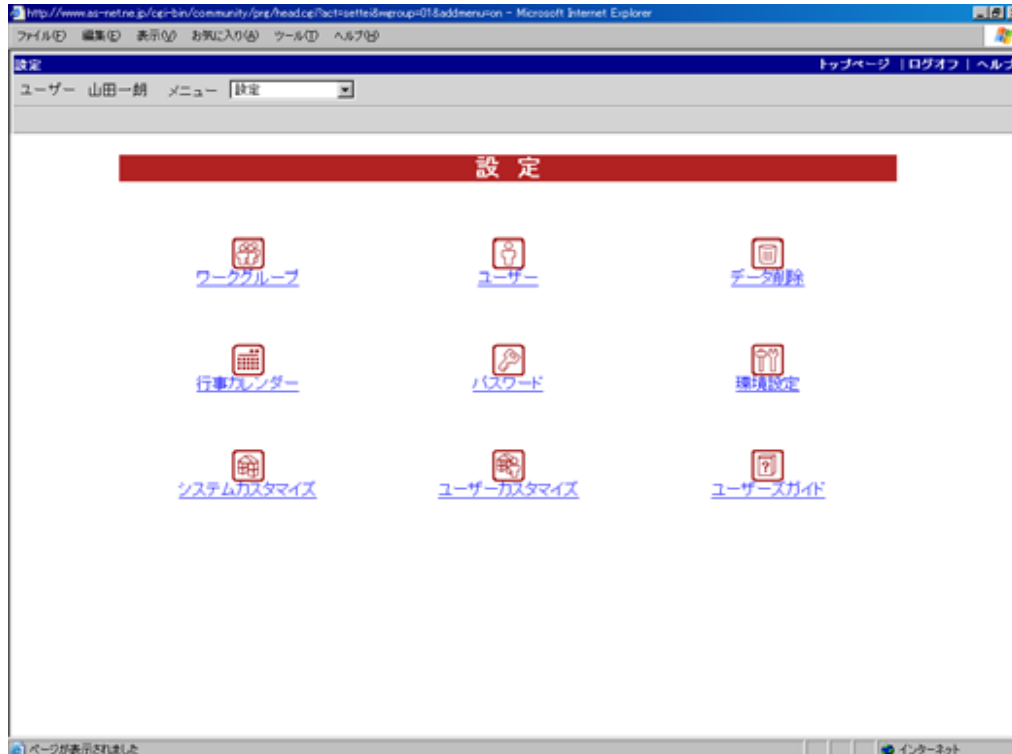 http://www.as-net.ne.jp/cgi-bin/community/prg/head.cgi?act=settei&wgroup=01&addmenu=on - Microsoft Internet Explorer
ファイル(F) 編集(E) 表示(V) お気に入り(A) ツール(T) ヘルプ(H)
設定 トップページ | ログオフ | ヘルプ
ユーザー 山田一朗 メニュー 設定
設 定
ワークグループ ユーザー データ削除
行事カレンダー パスワード 環境設定
システムカスタマイズ ユーザーカスタマイズ ユーザーズガイド
ページが表示されました インターネット